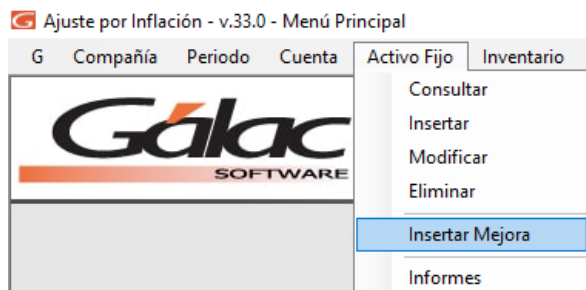 G Ajuste por Inflación - v.33.0 - Menú Principal
G Compañía Periodo Cuenta Activo Fijo Inventario
Gálac
SOFTWARE
Consultar
Insertar
Modificar
Eliminar
Insertar Mejora
Informes